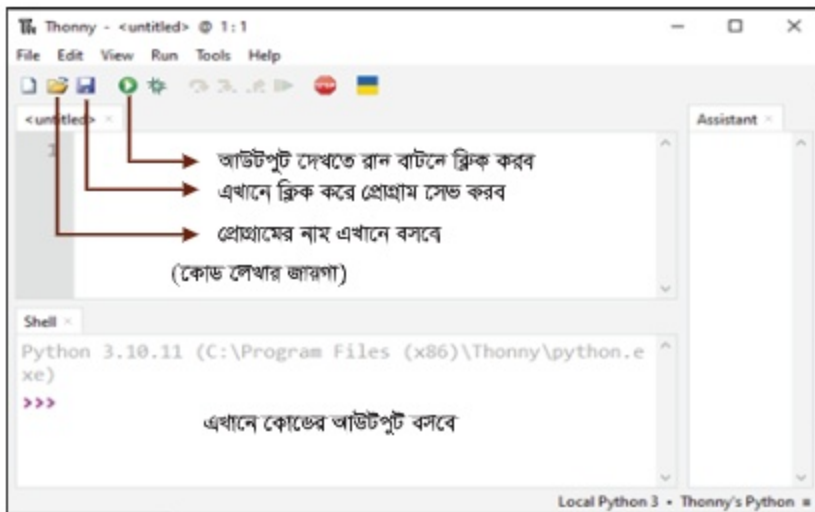 Thonny - <untitled> @ 1:1
File Edit View Run Tools Help
<untitled> ×
Assistant ×
1
আউটপুট দেখতে রান বাটনে ক্লিক করব
এখানে ক্লিক করে প্রোগ্রাম সেভ করব
প্রোগ্রামের নাম এখানে বসবে
(কোড লেখার জায়গা)
Shell ×
Python 3.10.11 (C:\Program Files (x86)\Thonny\python.e
xe)
>>>
এখানে কোডের আউটপুট বসবে
Local Python 3 • Thonny's Python ≡